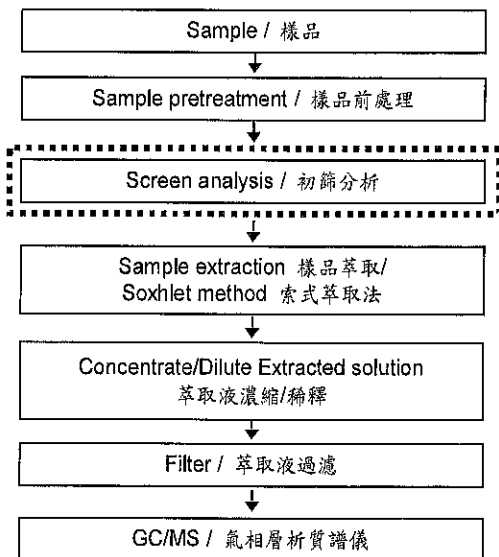 Sample / 樣品
Sample pretreatment / 樣品前處理
Screen analysis / 初篩分析
Sample extraction 樣品萃取/
Soxhlet method 索式萃取法
Concentrate/Dilute Extracted solution
萃取液濃縮/稀釋
Filter / 萃取液過濾
GC/MS / 氣相層析質譜儀